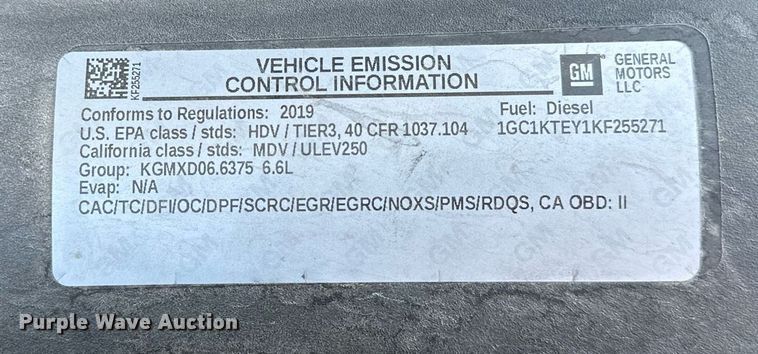 KF255271
VEHICLE EMISSION
CONTROL INFORMATION
GM
GENERAL
MOTORS
LLC
Conforms to Regulations: 2019
Fuel: Diesel
U.S. EPA class / stds: HDV / TIER3, 40 CFR 1037.104
1GC1KTEY1KF255271
California class / stds: MDV / ULEV250
Group: KGMXD06.6375 6.6L
Evap: N/A
CAC/TC/DFI/OC/DPF/SCRC/EGR/EGRC/NOXS/PMS/RDQS, CA OBD: II
Purple Wave Auction